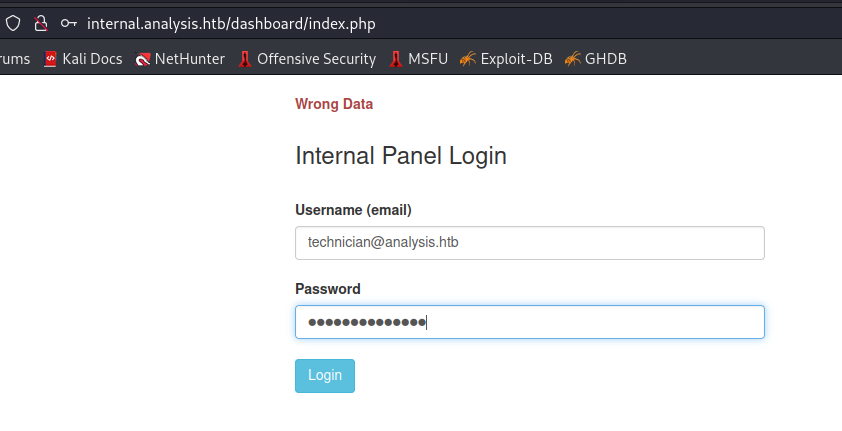 internal.analysis.htb/dashboard/index.php
rums Kali Docs NetHunter Offensive Security MSFU Exploit-DB GHDB
Wrong Data
Internal Panel Login
Username (email)
technician@analysis.htb
Password
Login